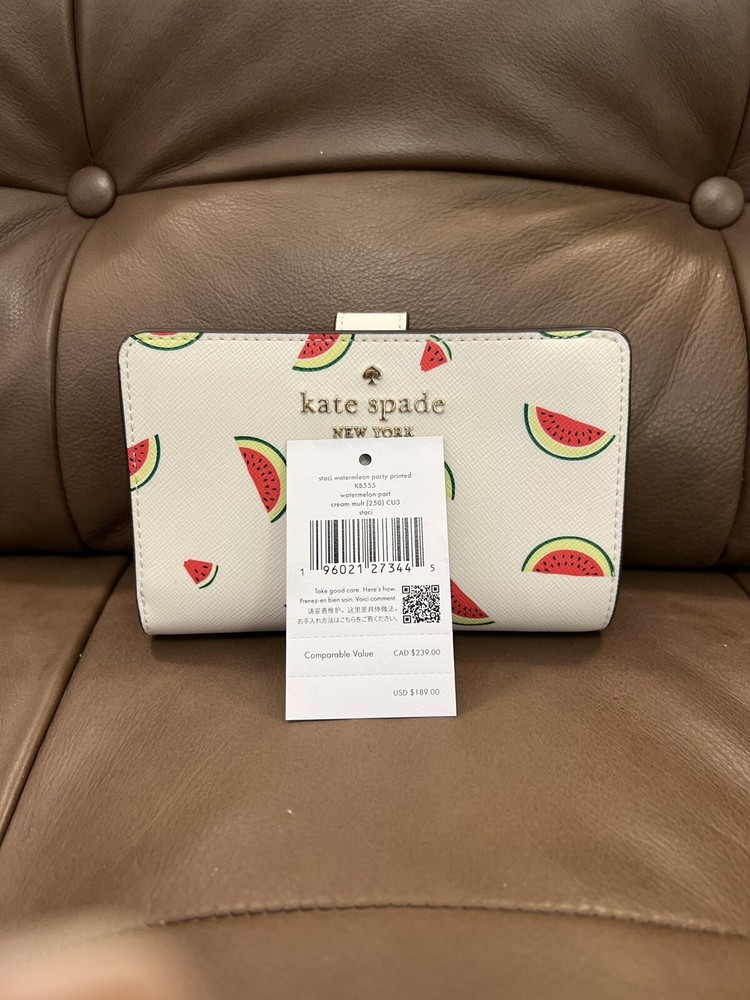 kate spade
NEW YORK
staci watermleon party printed
KB555
watermelon part
cream mult (250) CU3
staci
1 96021 27344 5
Take good care. Here's how.
Prenez-en bien soin. Voici comment.
请妥善维护，这里是具体做法。
お手入れ方法はこちらをご覧ください。
Comparable Value CAD $239.00
USD $189.00